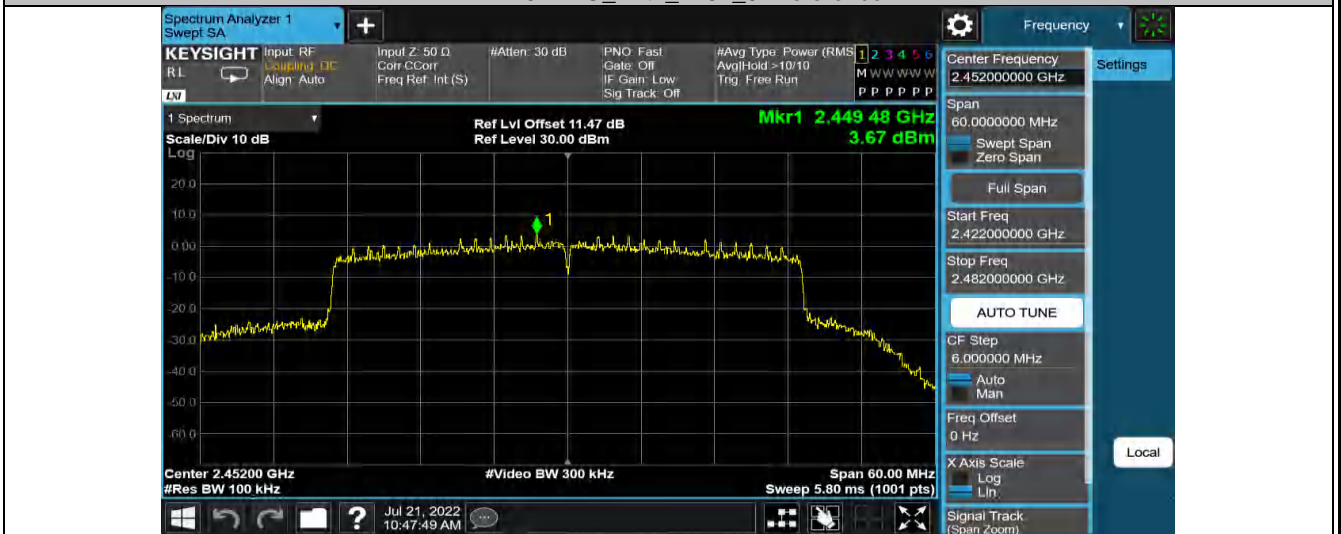 Spectrum Analyzer 1
Swept SA
+
Frequency
KEYSIGHT
RL
LXI
Input: RF
Coupling: DC
Align: Auto
Input Z: 50 Ω
Corr CCorr
Freq Ref: Int (S)
#Atten: 30 dB
PNO: Fast
Gate: Off
IF Gain: Low
Sig Track: Off
#Avg Type: Power (RMS
Avg|Hold >10/10
Trig: Free Run
1 2 3 4 5 6
M W W W W W
P P P P P P
Center Frequency
2.452000000 GHz
Settings
Span
60.0000000 MHz
Swept Span
Zero Span
Full Span
Start Freq
2.422000000 GHz
Stop Freq
2.482000000 GHz
AUTO TUNE
CF Step
6.000000 MHz
Auto
Man
Freq Offset
0 Hz
X Axis Scale
Log
Lin
Signal Track
(Span Zoom)
Local
1 Spectrum
Scale/Div 10 dB
Log
Ref Lvl Offset 11.47 dB
Ref Level 30.00 dBm
Mkr1 2.449 48 GHz
3.67 dBm
20.0
10.0
0.00
-10.0
-20.0
-30.0
-40.0
-50.0
-60.0
1
Center 2.45200 GHz
#Res BW 100 kHz
#Video BW 300 kHz
Span 60.00 MHz
Sweep 5.80 ms (1001 pts)
?
Jul 21, 2022
10:47:49 AM